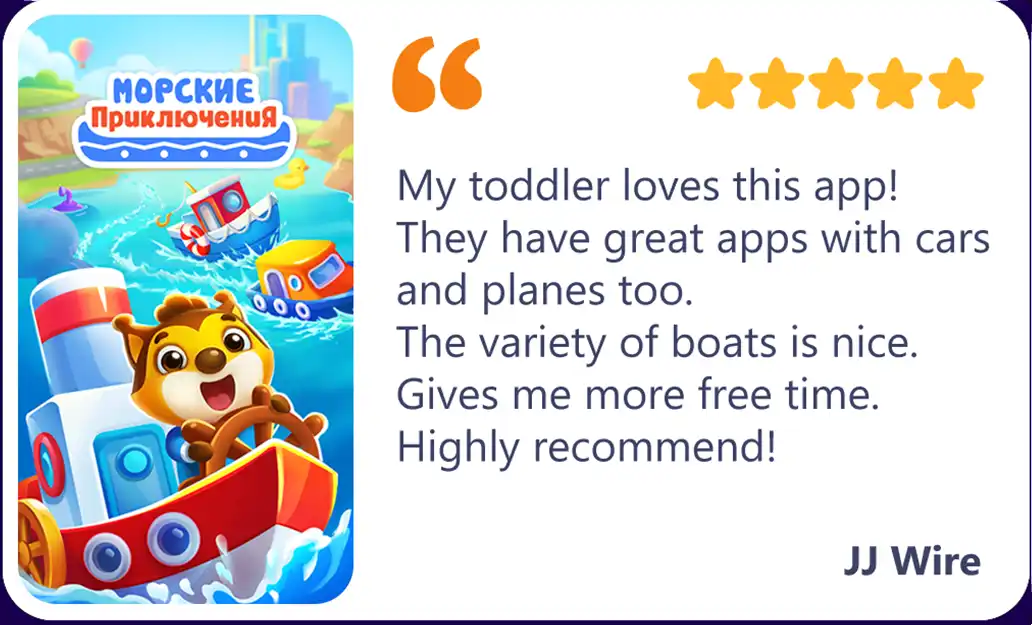 МОРСКИЕ
Приключения
My toddler loves this app!
They have great apps with cars
and planes too.
The variety of boats is nice.
Gives me more free time.
Highly recommend!
JJ Wire